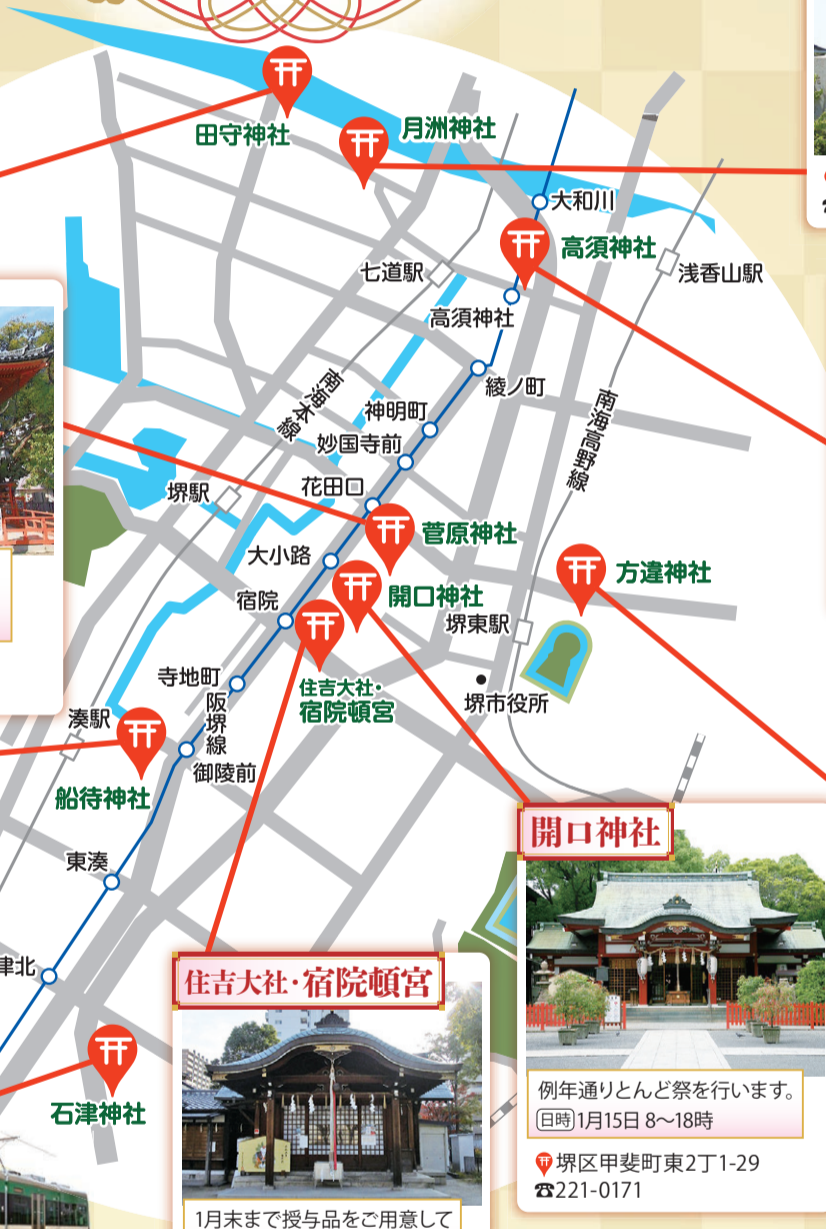 田守神社
月洲神社
大和川
高須神社
七道駅
浅香山駅
高須神社
綾ノ町
南海本線
神明町
南海高野線
妙国寺前
花田口
堺駅
菅原神社
大小路
方違神社
開口神社
宿院
堺東駅
寺地町
住吉大社・
宿院頓宮
堺市役所
阪堺線
湊駅
御陵前
船待神社
東湊
津北
石津神社
開口神社
例年通りとんど祭を行います。
日時 1月15日 8〜18時
堺区甲斐町東2丁1-29
☎221-0171
住吉大社・宿院頓宮
1月末まで授与品をご用意して